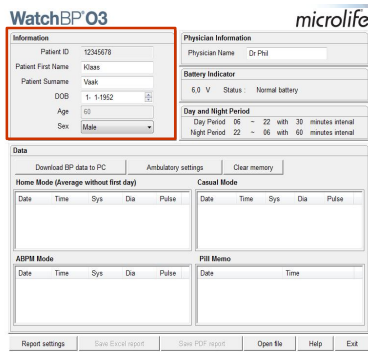 WatchBP® O3
microlife
Information
Patient ID 12345678
Patient First Name Klaas
Patient Surname Vaak
DOB 1- 1-1952
Age 60
Sex Male
Physician Information
Physician Name Dr Phil
Battery Indicator
6,0 V Status : Normal battery
Day and Night Period
Day Period 06 ~ 22 with 30 minutes interval
Night Period 22 ~ 06 with 60 minutes interval
Data
Download BP data to PC Ambulatory settings Clear memory
Home Mode (Average without first day)
Date Time Sys Dia Pulse
Casual Mode
Date Time Sys Dia Pulse
ABPM Mode
Date Time Sys Dia Pulse
Pill Memo
Date Time
Report settings Save Excel report Save PDF report Open file Help Exit